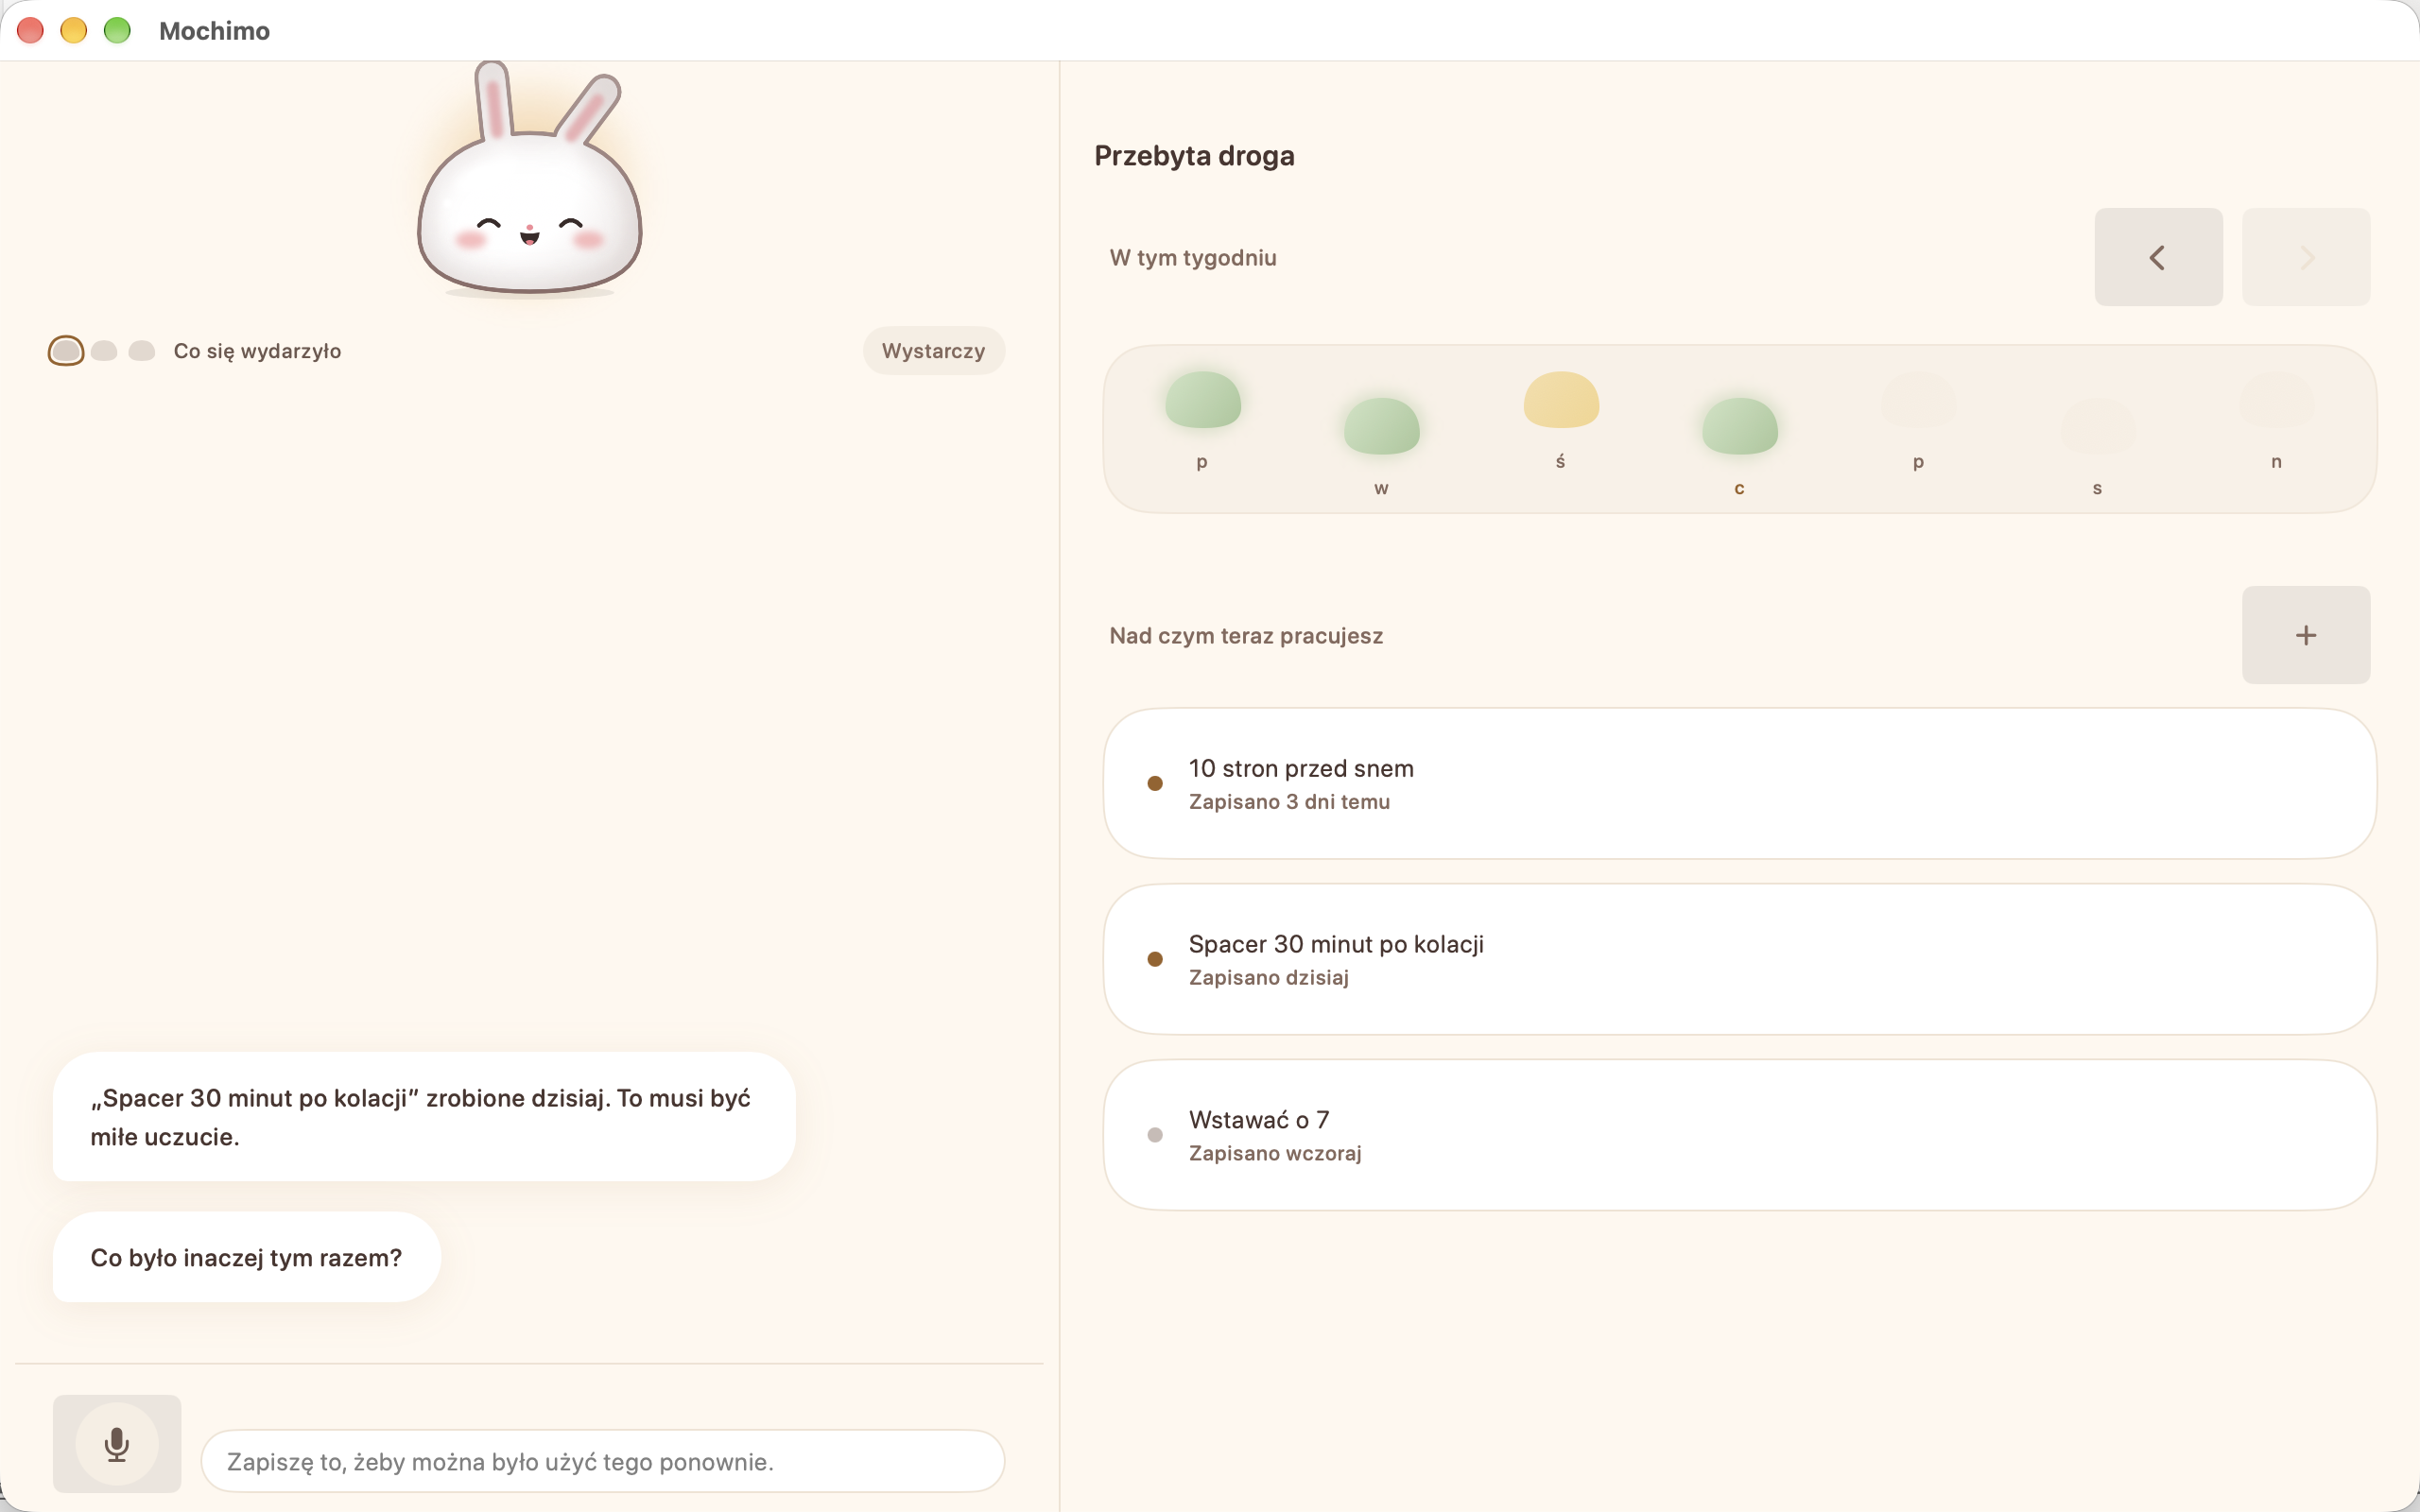 Mochimo
Co się wydarzyło
Wystarczy
„Spacer 30 minut po kolacji” zrobione dzisiaj. To musi być
miłe uczucie.
Co było inaczej tym razem?
Zapiszę to, żeby można było użyć tego ponownie.
Przebyta droga
W tym tygodniu
p
w
ś
c
p
s
n
Nad czym teraz pracujesz
10 stron przed snem
Zapisano 3 dni temu
Spacer 30 minut po kolacji
Zapisano dzisiaj
Wstawać o 7
Zapisano wczoraj